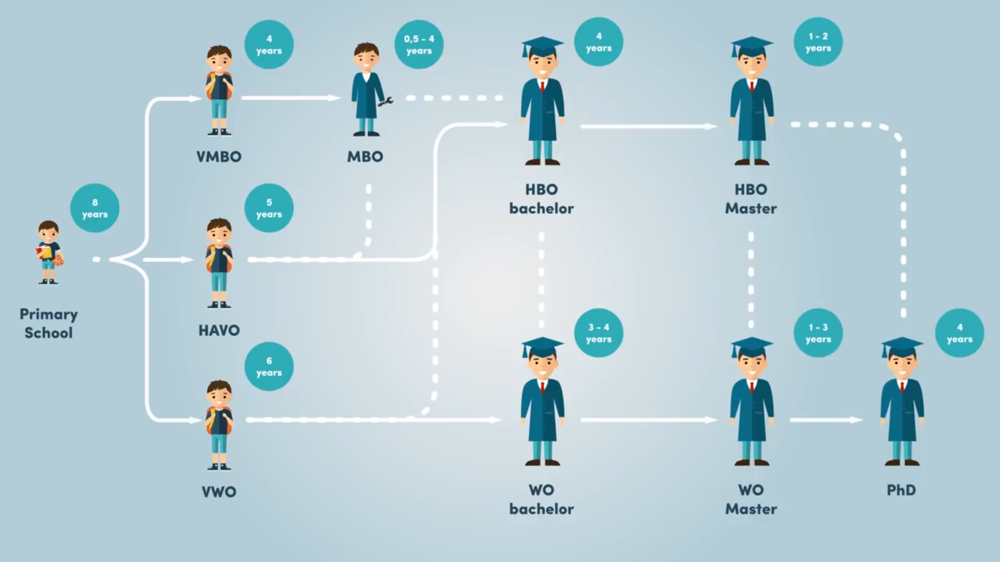 4
years
0,5 - 4
years
4
years
1 - 2
years
VMBO
MBO
HBO
bachelor
HBO
Master
8
years
5
years
Primary
School
HAVO
6
years
3 - 4
years
1 - 3
years
4
years
VWO
WO
bachelor
WO
Master
PhD